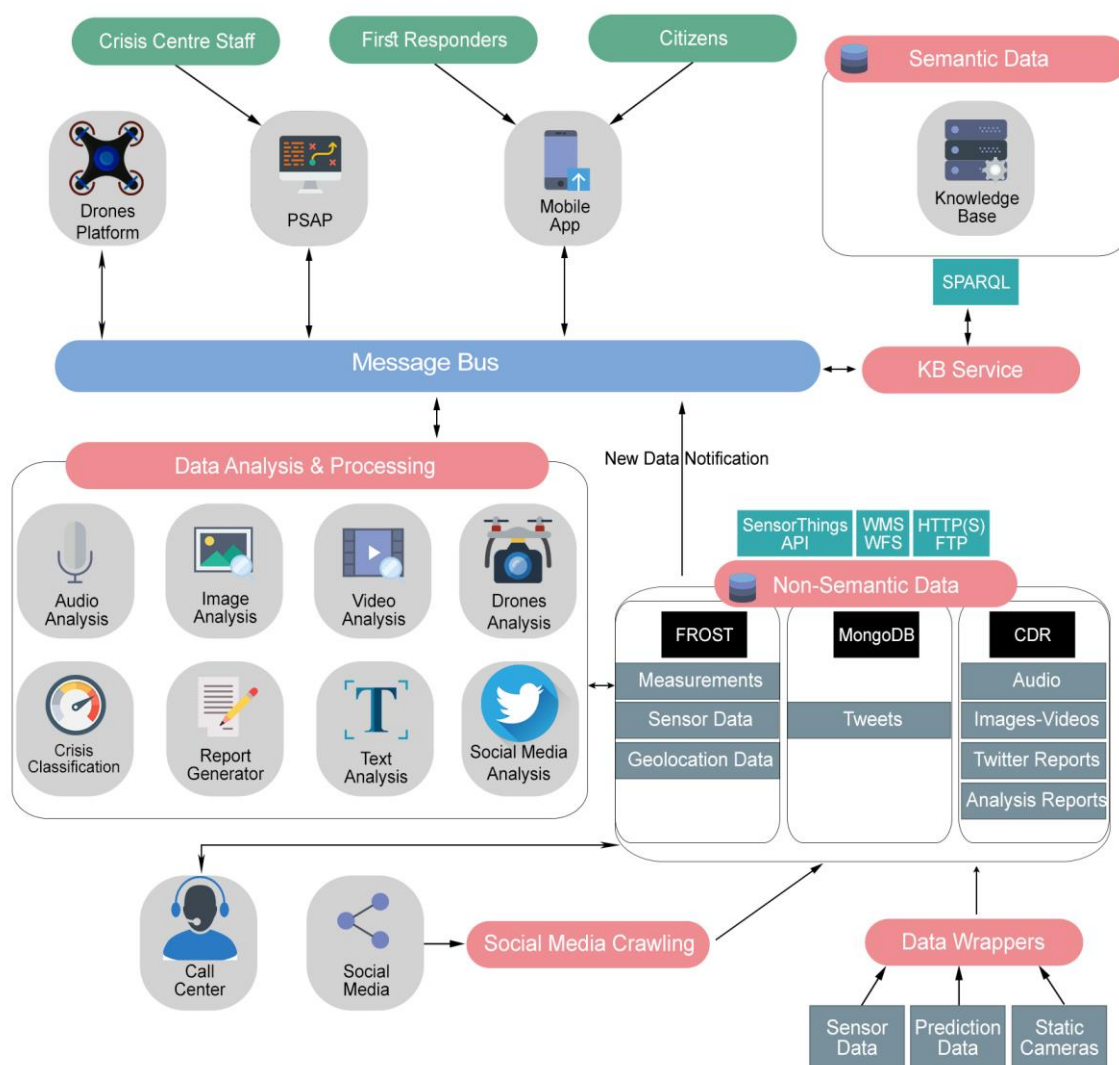 Crisis Centre Staff
First Responders
Citizens
Semantic Data
Drones
Platform
PSAP
Mobile
App
Knowledge
Base
SPARQL
Message Bus
KB Service
Data Analysis & Processing
New Data Notification
Audio
Analysis
Image
Analysis
Video
Analysis
Drones
Analysis
Crisis
Classification
Report
Generator
T
Text
Analysis
Social Media
Analysis
SensorThings
API
WMS
WFS
HTTP(S)
FTP
Non-Semantic Data
FROST
Measurements
Sensor Data
Geolocation Data
MongoDB
Tweets
CDR
Audio
Images-Videos
Twitter Reports
Analysis Reports
Call
Center
Social
Media
Social Media Crawling
Data Wrappers
Sensor
Data
Prediction
Data
Static
Cameras